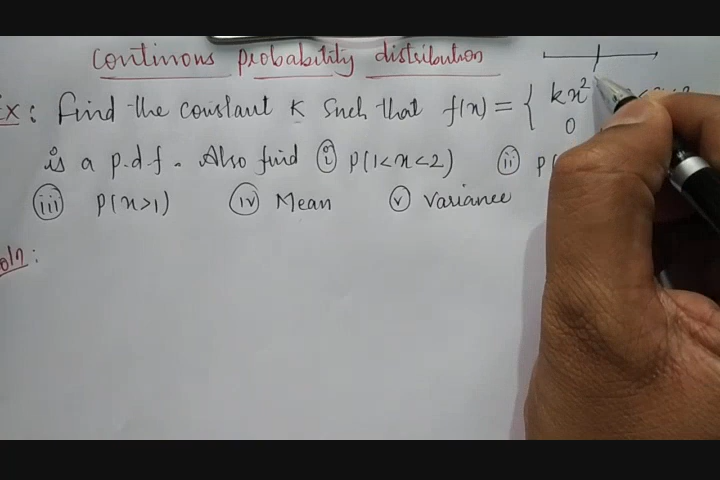 continous probability distribution
Ex: Find the constant K Such that f(x) = { kx²
0
is a p.d.f. Also find (i) P(1<x<2) (ii) P(
(iii) P(x>1) (iv) Mean (v) Variance
Soln: